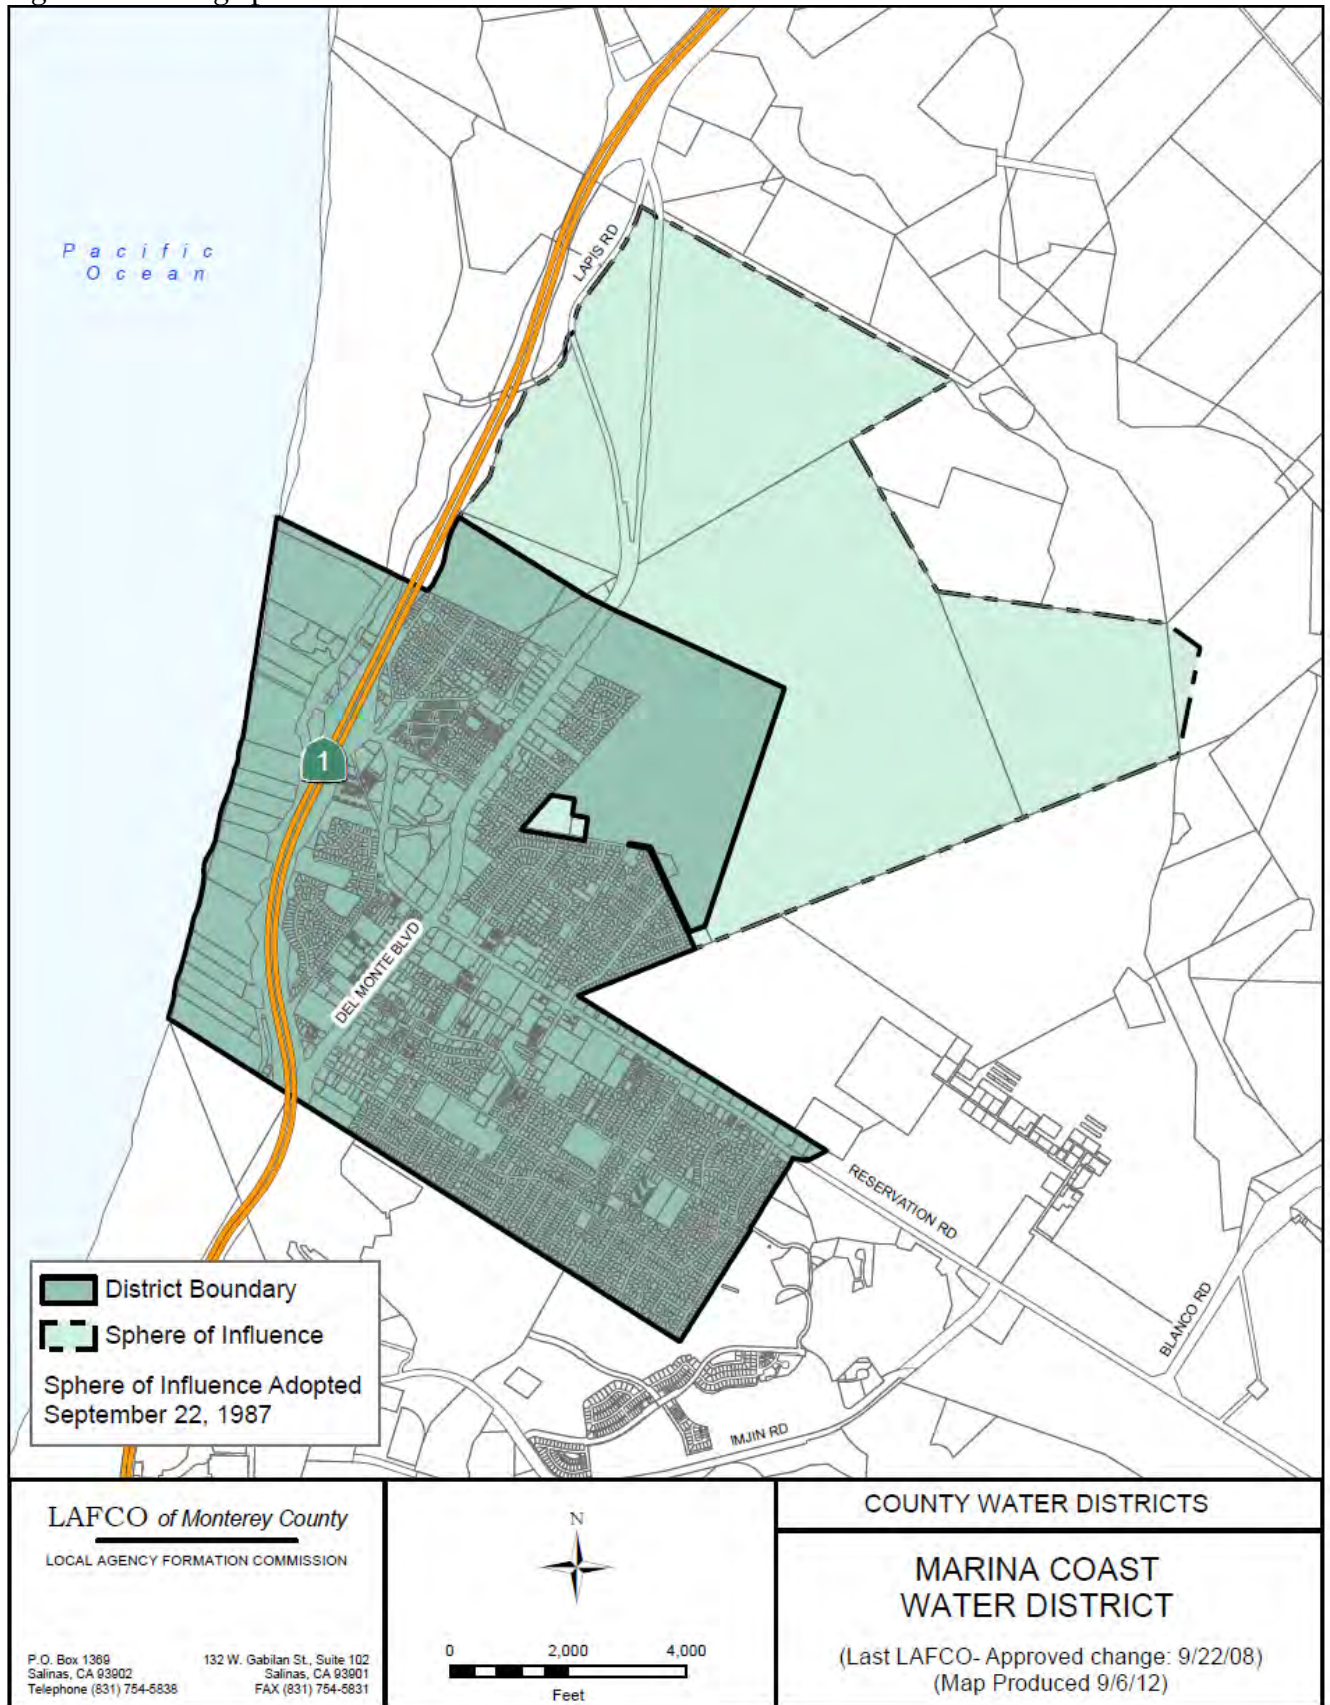 Pacific
Ocean
LAPIS RD
1
DEL MONTE BLVD
RESERVATION RD
BLANCO RD
IMJIN RD
District Boundary
Sphere of Influence
Sphere of Influence Adopted
September 22, 1987
LAFCO of Monterey County
LOCAL AGENCY FORMATION COMMISSION
P.O. Box 1369
Salinas, CA 93902
Telephone (831) 754-5838
132 W. Gabilan St., Suite 102
Salinas, CA 93901
FAX (831) 754-5831
N
0 2,000 4,000
Feet
COUNTY WATER DISTRICTS
MARINA COAST
WATER DISTRICT
(Last LAFCO- Approved change: 9/22/08)
(Map Produced 9/6/12)